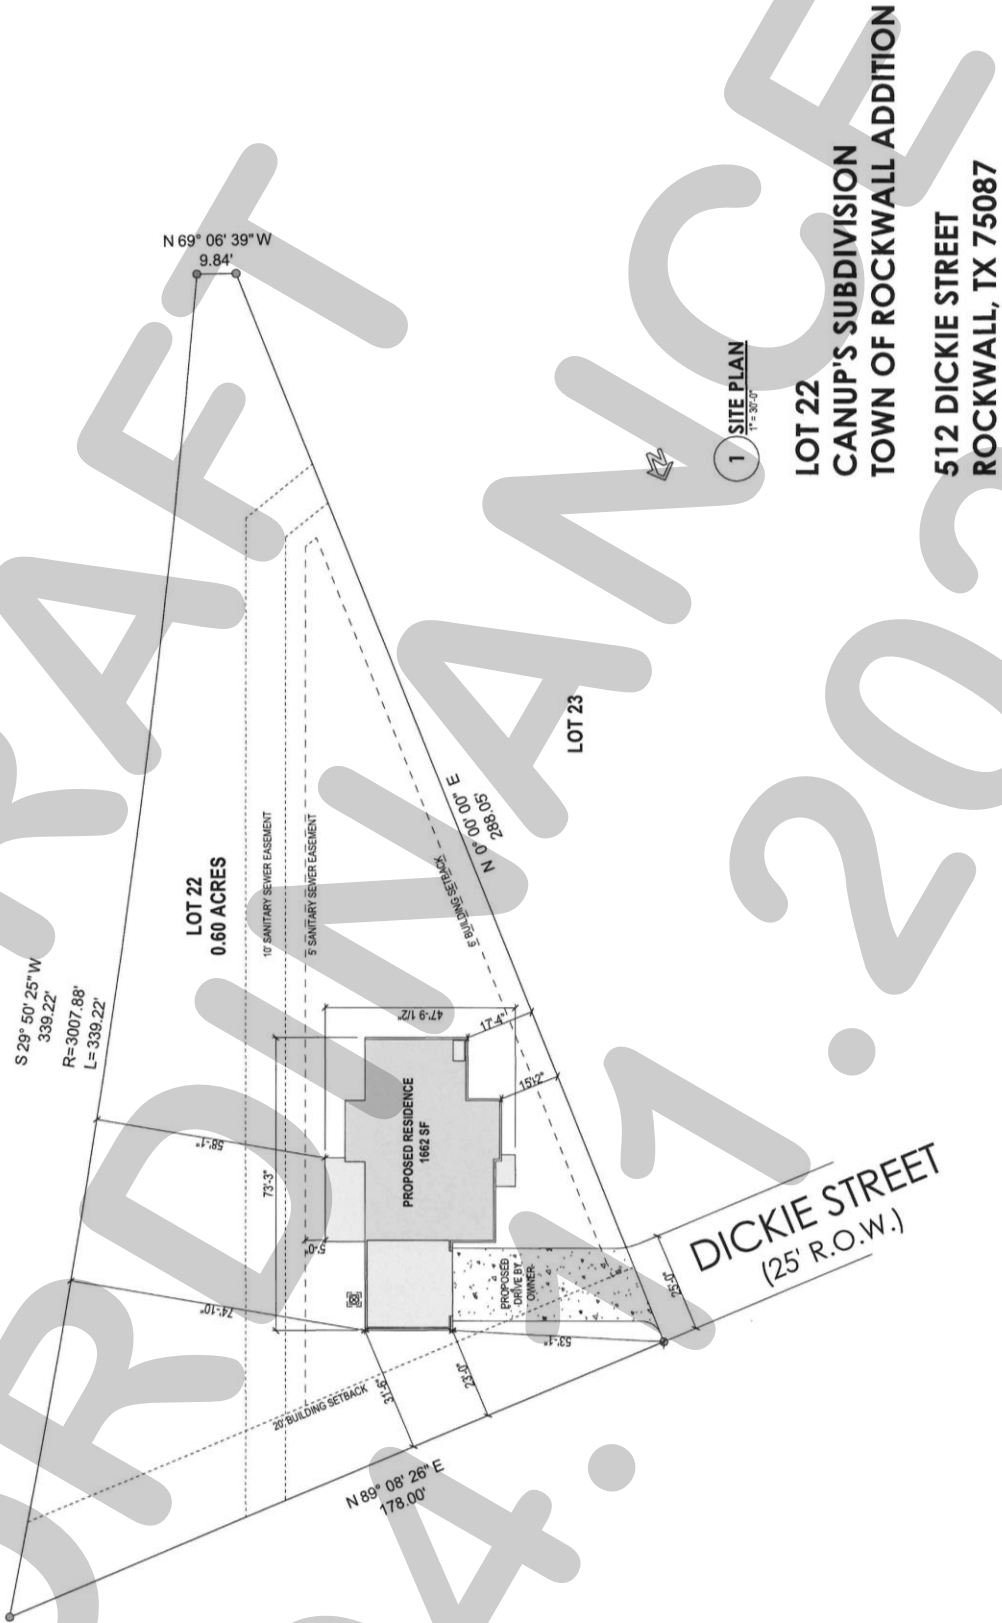 N 69° 06' 39" W
9.84'
S 29° 50' 25" W
339.22'
R=3007.88'
L= 339.22'
LOT 22
0.60 ACRES
10' SANITARY SEWER EASEMENT
5' SANITARY SEWER EASEMENT
6' BUILDING SETBACK
N 0° 00' 00" E
288.05'
LOT 23
58'-1"
74'-10"
73'-3"
47'-9 1/2"
17'-4"
15'-2"
5'-0"
PROPOSED RESIDENCE
1662 SF
PROPOSED
DRIVE BY
OWNER
53'-1"
25'-0"
31'-6"
23'-0"
20' BUILDING SETBACK
N 89° 08' 26" E
178.00'
DICKIE STREET
(25' R.O.W.)
N
1
SITE PLAN
1" = 30'-0"
LOT 22
CANUP'S SUBDIVISION
TOWN OF ROCKWALL ADDITION
512 DICKIE STREET
ROCKWALL, TX 75087